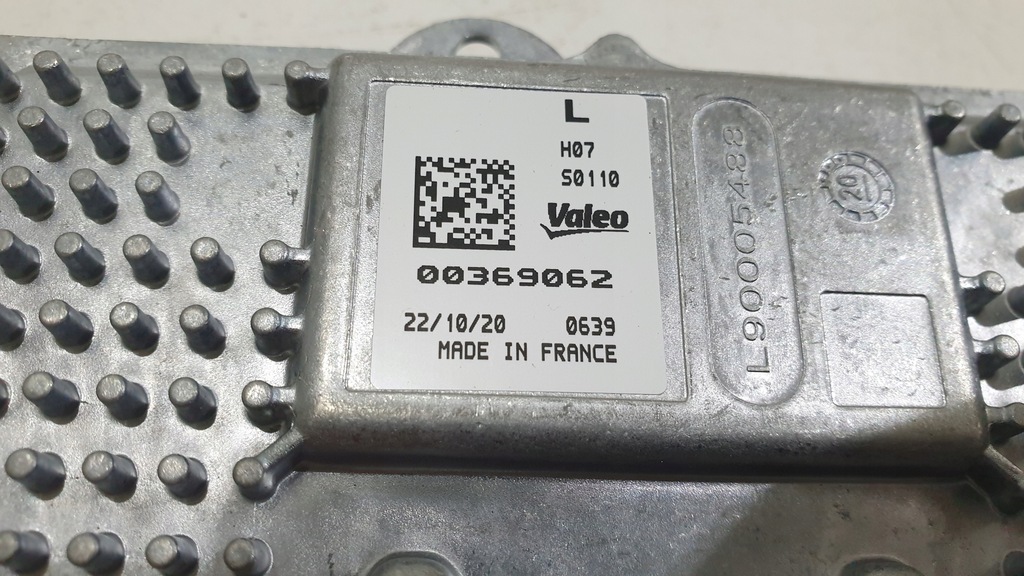 L
H07
S0110
Valeo
00369062
22/10/20 0639
MADE IN FRANCE
L90005488
20